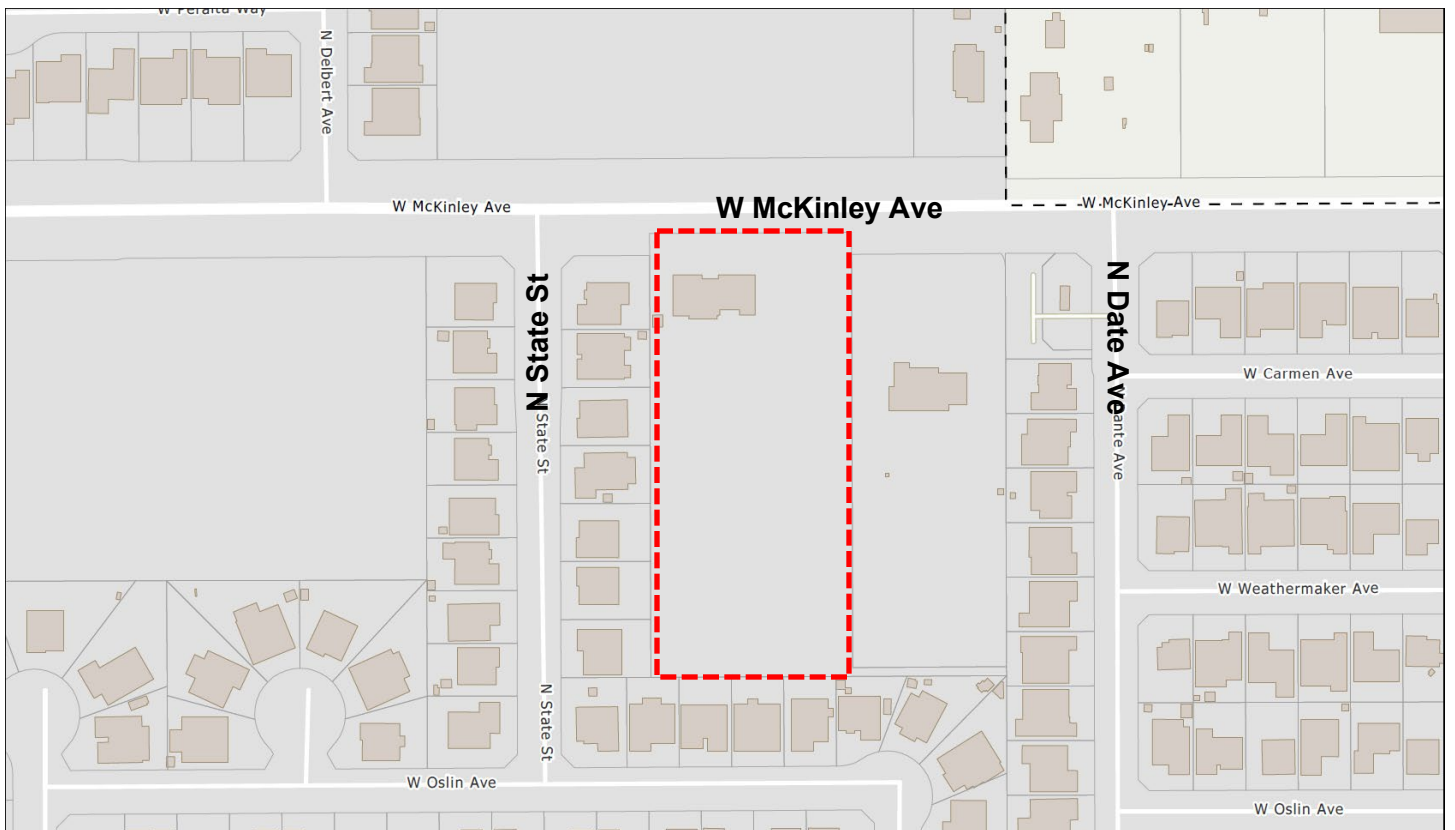 W Peralta Way
N Delbert Ave
W McKinley Ave
W McKinley Ave
W McKinley Ave
N State St
N State St
N Date Ave
W Carmen Ave
W Weathermaker Ave
N State St
W Oslin Ave
W Oslin Ave